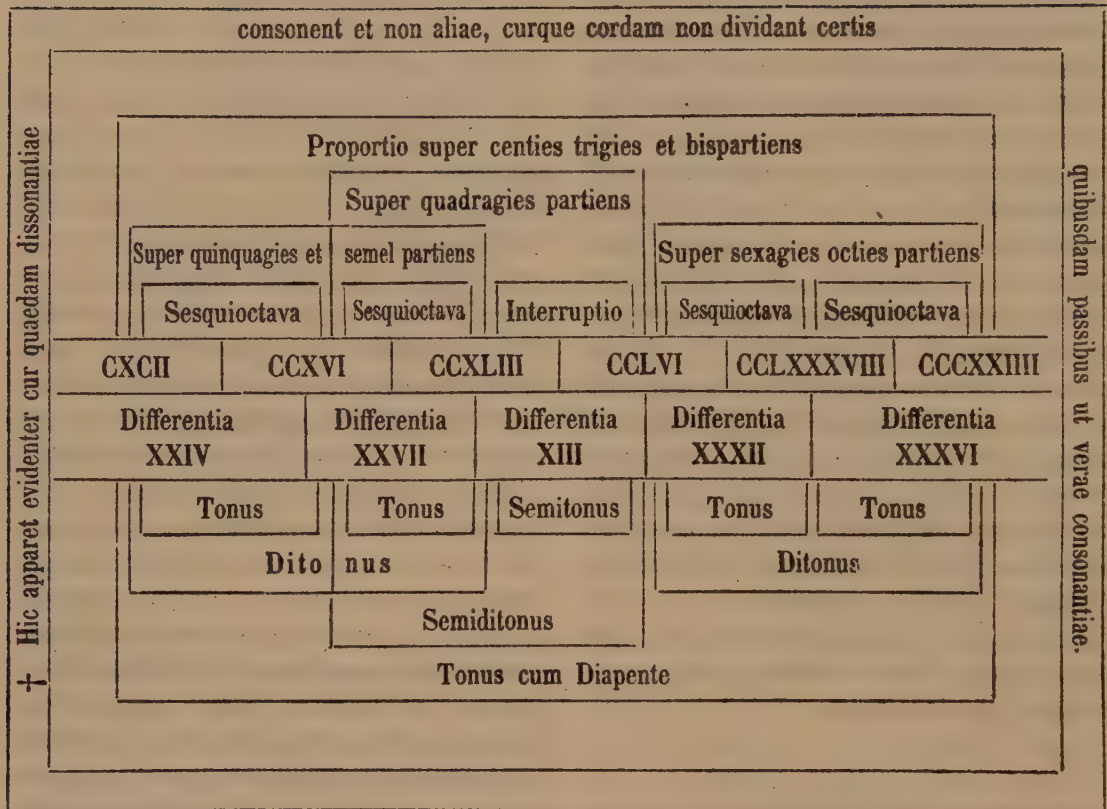 † Hic apparet evidenter cur quaedam dissonantiae
consonent et non aliae, curque cordam non dividant certis
quibusdam passibus ut verae consonantiae.
Proportio super centies trigies et bispartiens
Super quadragies partiens
Super quinquagies et semel partiens
Super sexagies octies partiens
Sesquioctava Sesquioctava Interruptio Sesquioctava Sesquioctava
CXCII CCXVI CCXLIII CCLVI CCLXXXVIII CCCXXIIII
Differentia Differentia Differentia Differentia Differentia
XXIV XXVII XIII XXXII XXXVI
Tonus Tonus Semitonus Tonus Tonus
Ditonus Ditonus
Semiditonus
Tonus cum Diapente